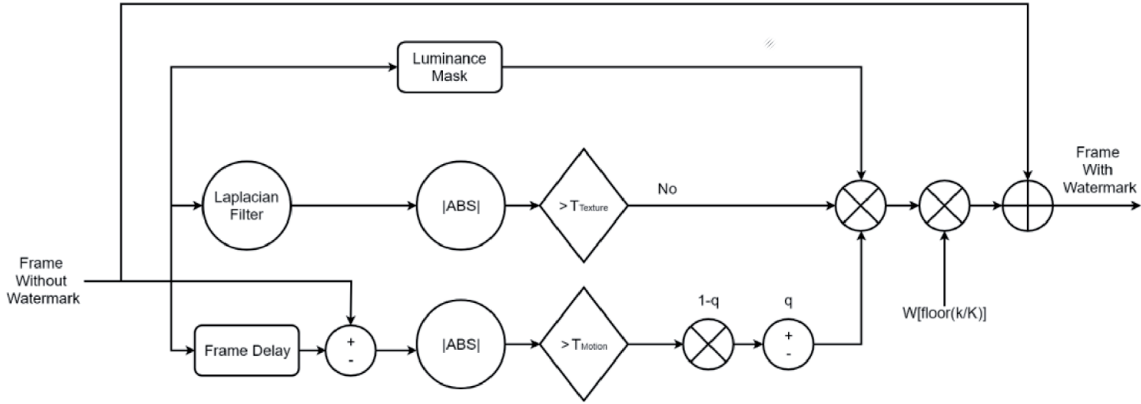 Luminance
Mask
Laplacian
Filter
|ABS|
> TTexture
No
Frame
With
Watermark
Frame
Without
Watermark
Frame Delay
+
-
|ABS|
> TMotion
1-q
q
+
-
W[floor(k/K)]